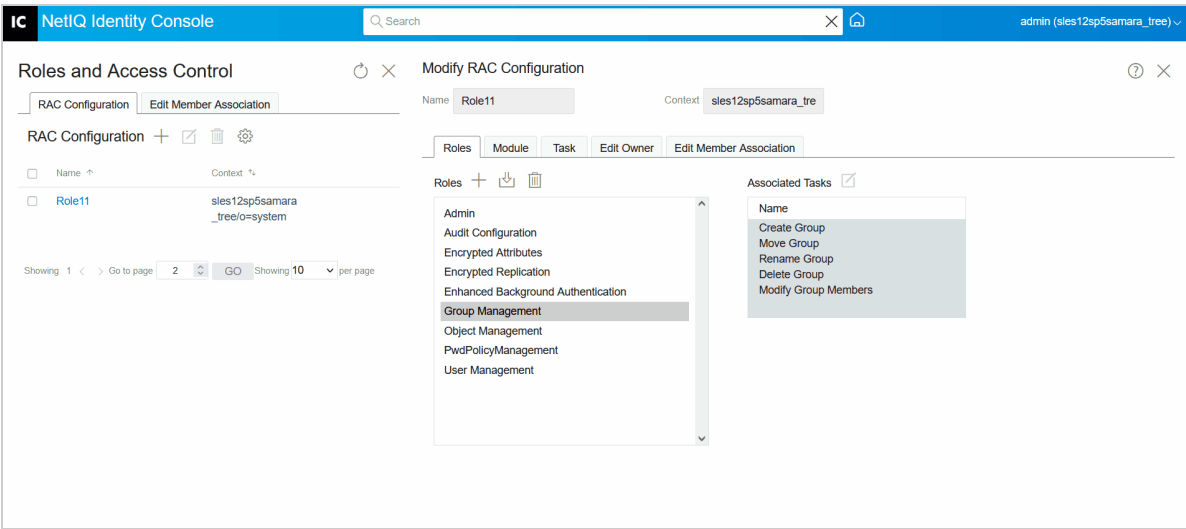 IC NetIQ Identity Console
Search
admin (sles12sp5samara_tree)
Roles and Access Control
RAC Configuration Edit Member Association
RAC Configuration
Name Context
Role11 sles12sp5samara
_tree/o=system
Showing 1 Go to page 2 GO Showing 10 per page
Modify RAC Configuration
Name Role11 Context sles12sp5samara_tre
Roles Module Task Edit Owner Edit Member Association
Roles
Admin
Audit Configuration
Encrypted Attributes
Encrypted Replication
Enhanced Background Authentication
Group Management
Object Management
PwdPolicyManagement
User Management
Associated Tasks
Name
Create Group
Move Group
Rename Group
Delete Group
Modify Group Members